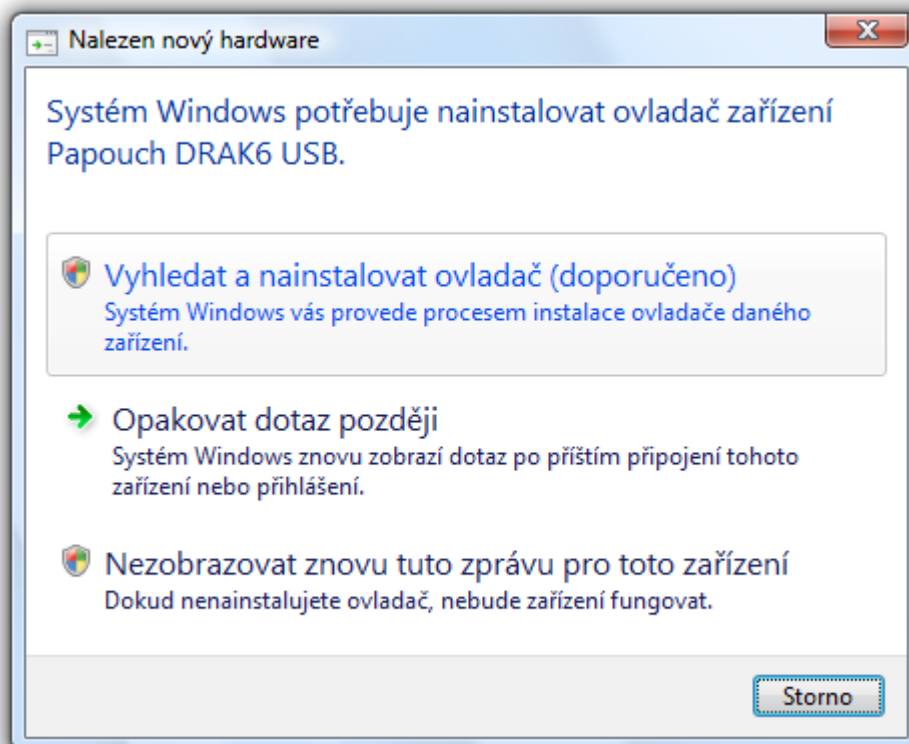 Nalezen nový hardware
Systém Windows potřebuje nainstalovat ovladač zařízení
Papouch DRAK6 USB.
Vyhledat a nainstalovat ovladač (doporučeno)
Systém Windows vás provede procesem instalace ovladače daného
zařízení.
Opakovat dotaz později
Systém Windows znovu zobrazí dotaz po příštím připojení tohoto
zařízení nebo přihlášení.
Nezobrazovat znovu tuto zprávu pro toto zařízení
Dokud nenainstalujete ovladač, nebude zařízení fungovat.
Storno